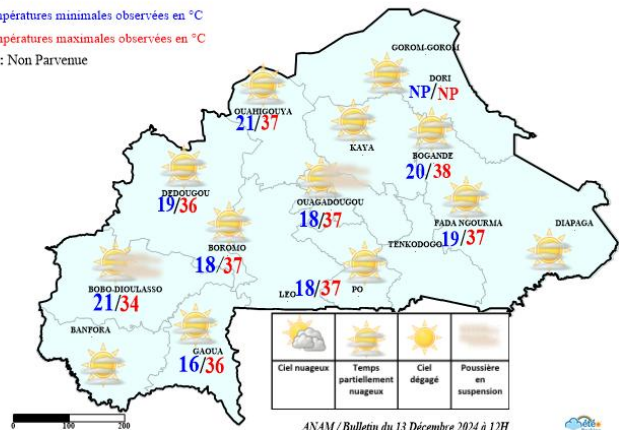 mpératures minimales observées en °C
mpératures maximales observées en °C
: Non Parvenue
GOROM-GOROM
DORI
NP/NP
OUAHIGOUYA
21/37
KAYA
BOGANDE
20/38
DEDOUGOU
19/36
OUAGADOUGOU
18/37
FADA NGOURMA
19/37
DIAPAGA
BOROMO
18/37
TENKODOGO
BOBO-DIOULASSO
21/34
LEO
18/37
PO
BANFORA
GAOUA
16/36
Ciel nuageux
Temps partiellement nuageux
Ciel dégagé
Poussière en suspension
0 100 200
ANAM / Bulletin du 13 Décembre 2024 à 12H